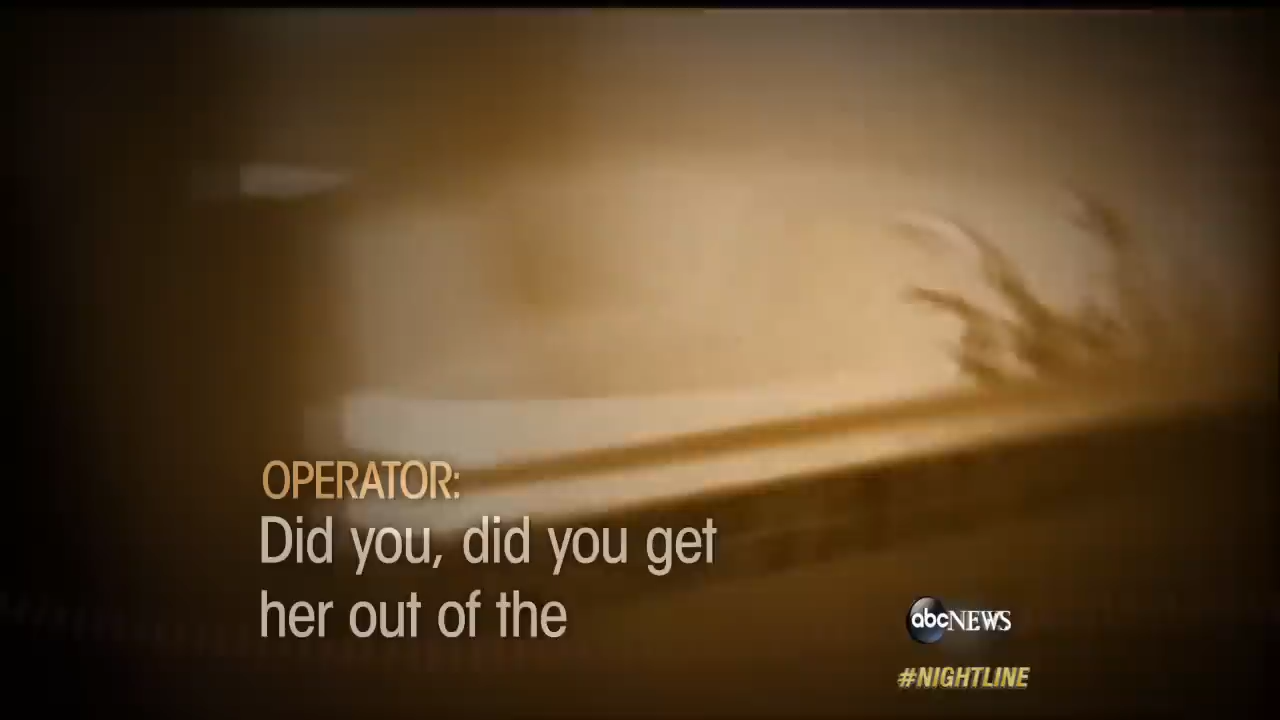 OPERATOR:
Did you, did you get
her out of the
abcNEWS
#NIGHTLINE